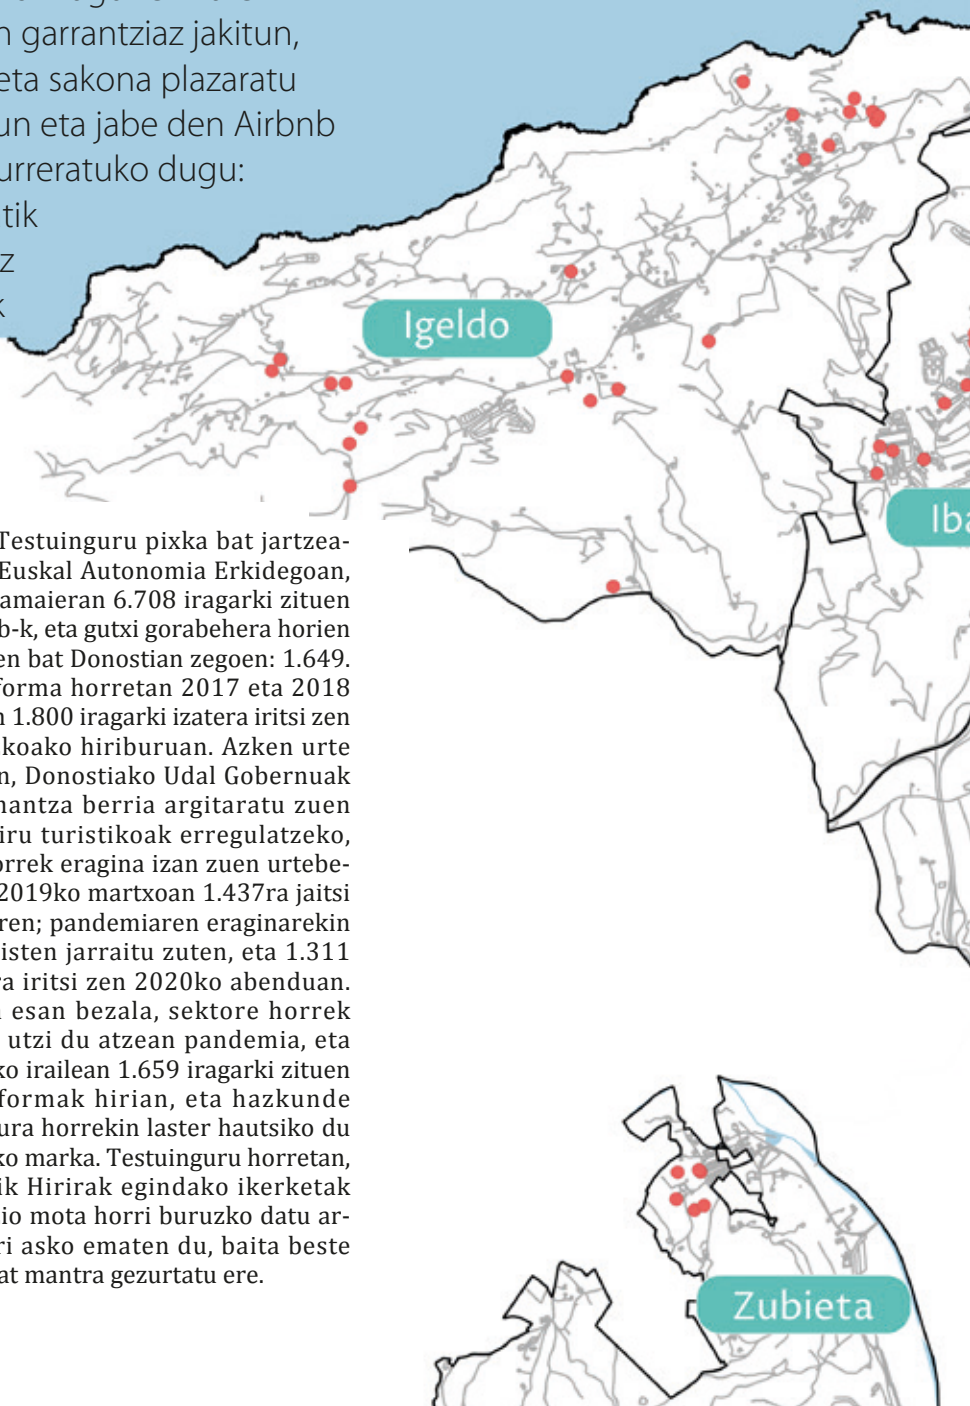 n garrantziaz jakitun,
eta sakona plazaratu
un eta jabe den Airbnb
urreratuko dugu:
tik
z
k
Igeldo
Iba
Testuinguru pixka bat jartzea-
Euskal Autonomia Erkidegoan,
amaieran 6.708 iragarki zituen
b-k, eta gutxi gorabehera horien
en bat Donostian zegoen: 1.649.
forma horretan 2017 eta 2018
n 1.800 iragarki izatera iritsi zen
koako hiriburuan. Azken urte
n, Donostiako Udal Gobernuak
nantza berria argitaratu zuen
iru turistikoak erregulatzeko,
orrek eragina izan zuen urtebe-
2019ko martxoan 1.437ra jaitsi
ren; pandemiaren eraginarekin
isten jarraitu zuten, eta 1.311
ra iritsi zen 2020ko abenduan.
n esan bezala, sektore horrek
utzi du atzean pandemia, eta
ko irailean 1.659 iragarki zituen
formak hirian, eta hazkunde
ura horrekin laster hautsiko du
ko marka. Testuinguru horretan,
ik Hirirak egindako ikerketak
io mota horri buruzko datu ar-
ri asko ematen du, baita beste
at mantra gezurtatu ere.
Zubieta